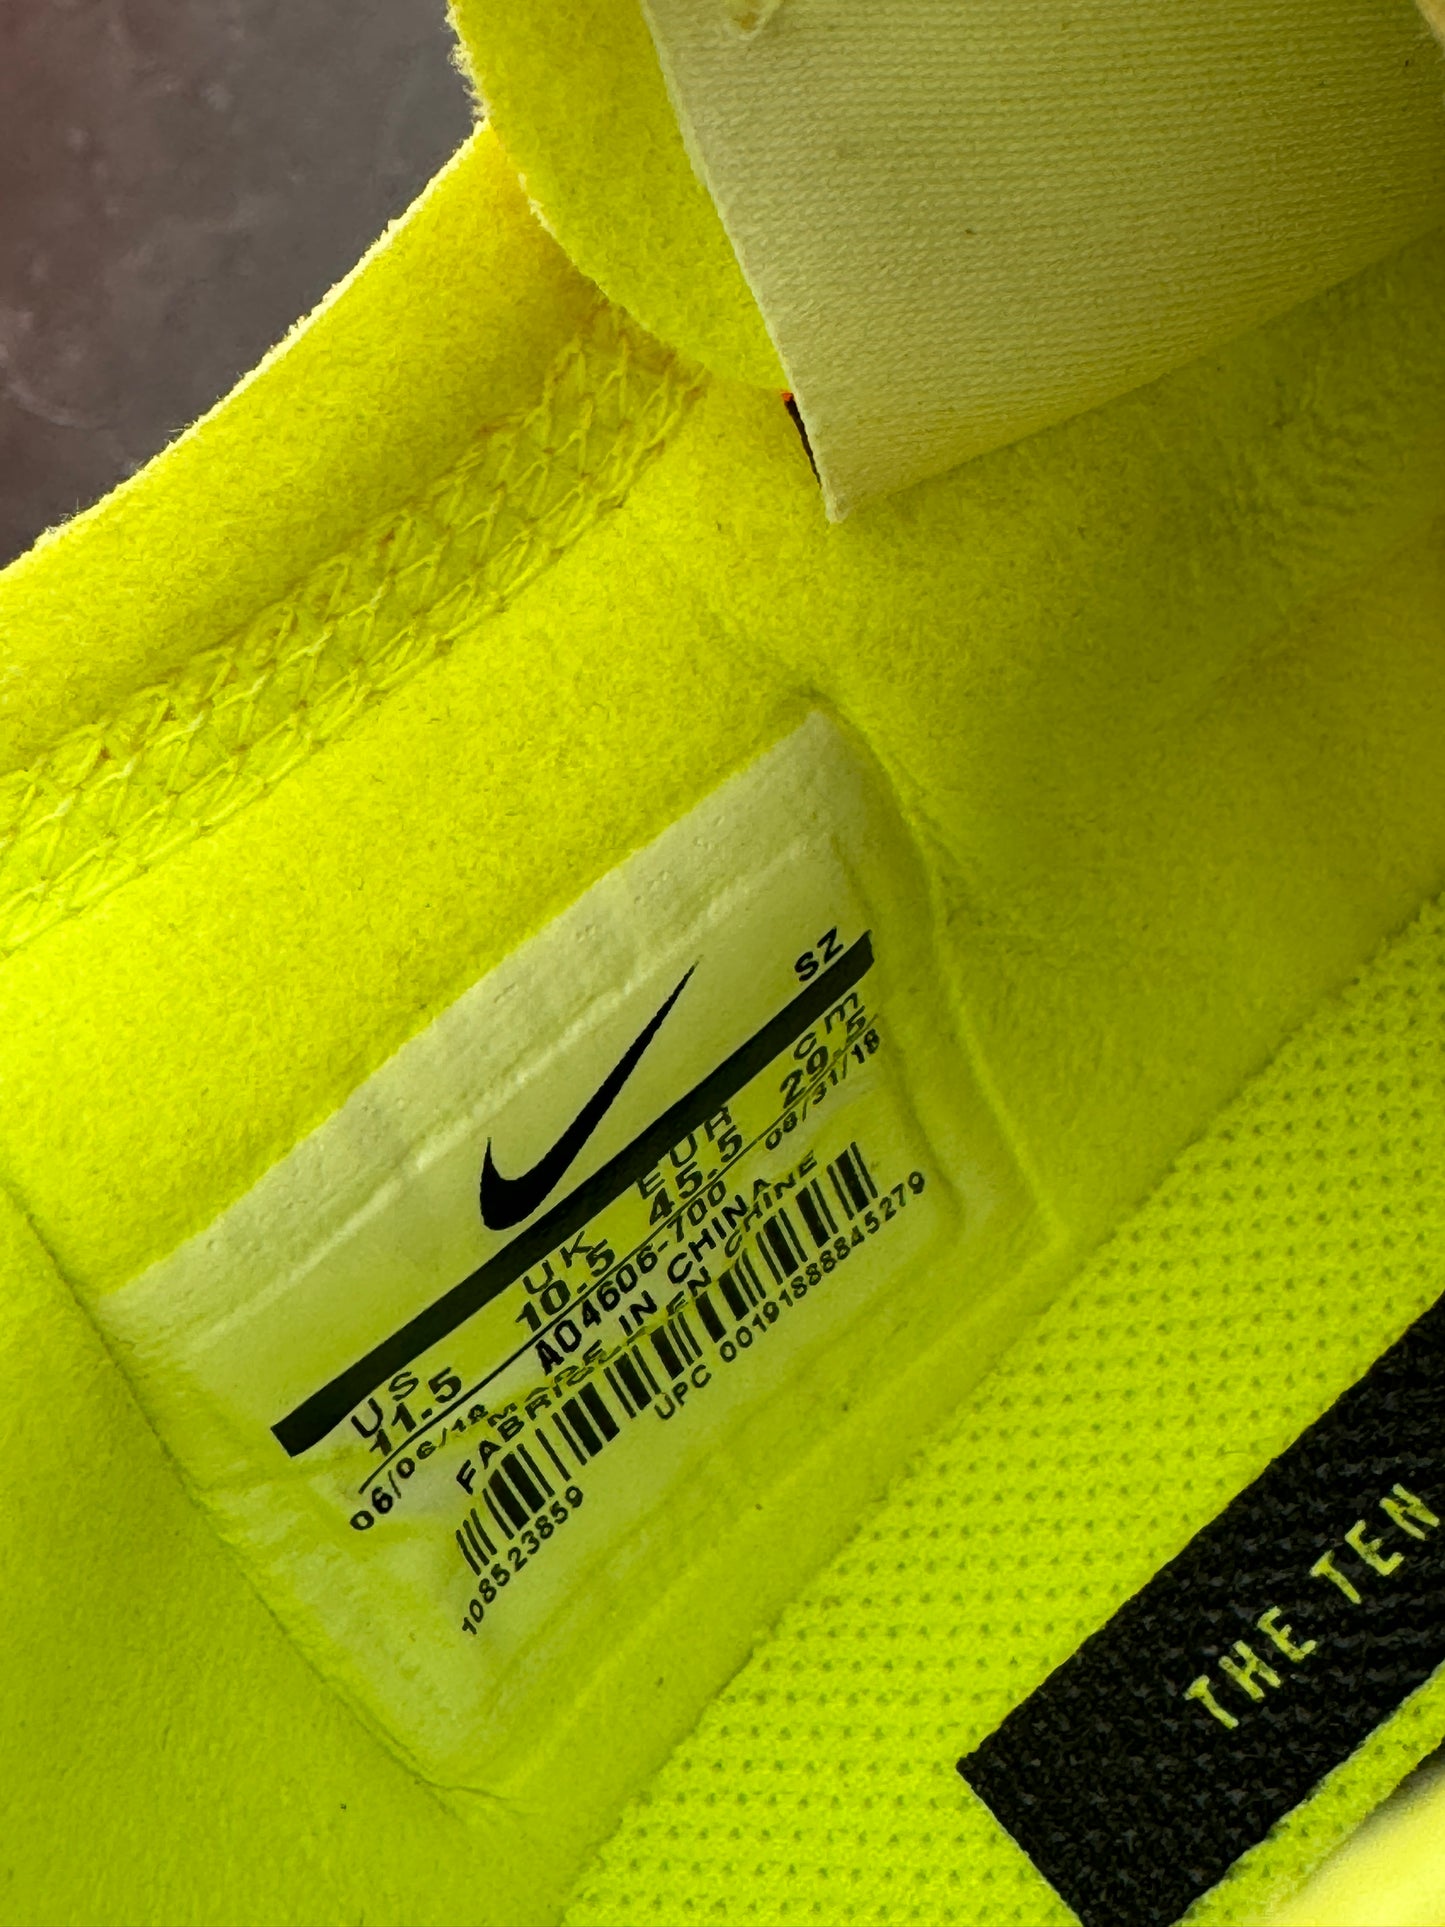 SZ
US UK EUR cm
11.5 10.5 45.5 29.5
06/06/18 AO4606-700 08/31/18
MADE IN CHINA
FABRIQUE EN CHINE
UPC 00191888845279
108523859
THE TEN